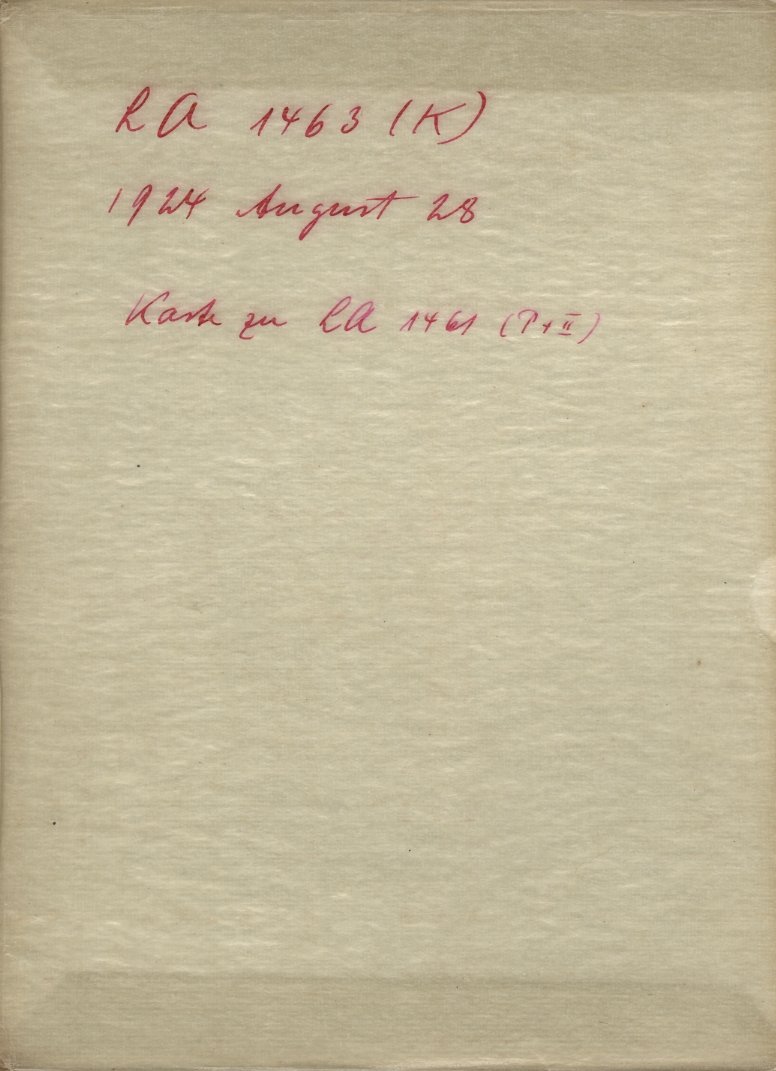 LA 1463 (K)
1924 August 28
Karte zu LA 1461 (I+II)